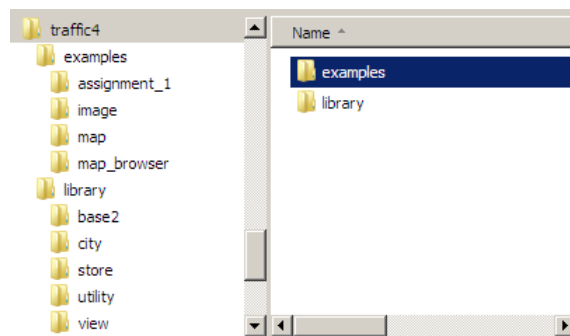 traffic4
examples
assignment_1
image
map
map_browser
library
base2
city
store
utility
view
Name
examples
library